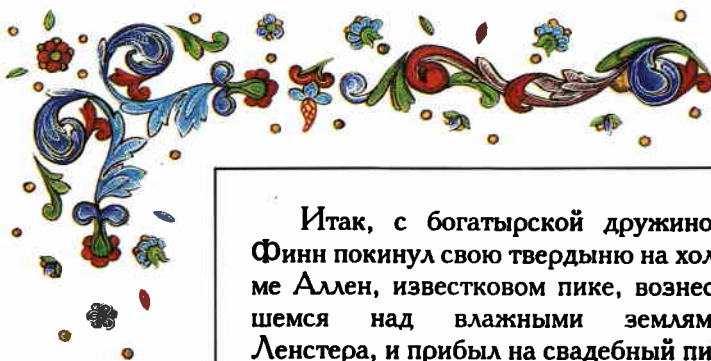 Итак, с богатырской дружино
Финн покинул свою твердыню на хол
ме Аллен, известковом пике, вознес
шемся над влажными землям
Ленстера, и прибыл на свадебный пи